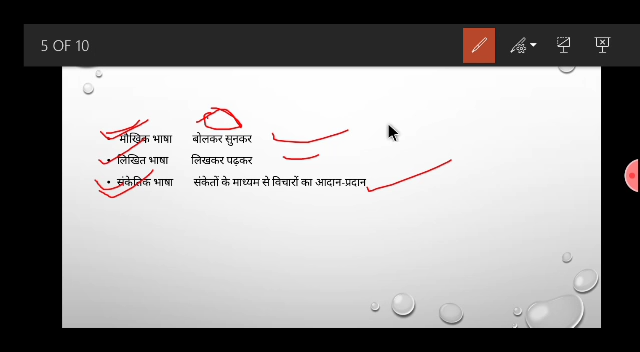 5 OF 10
• मौखिक भाषा बोलकर सुनकर
• लिखित भाषा लिखकर पढ़कर
• संकेतिक भाषा संकेतों के माध्यम से विचारों का आदान-प्रदान